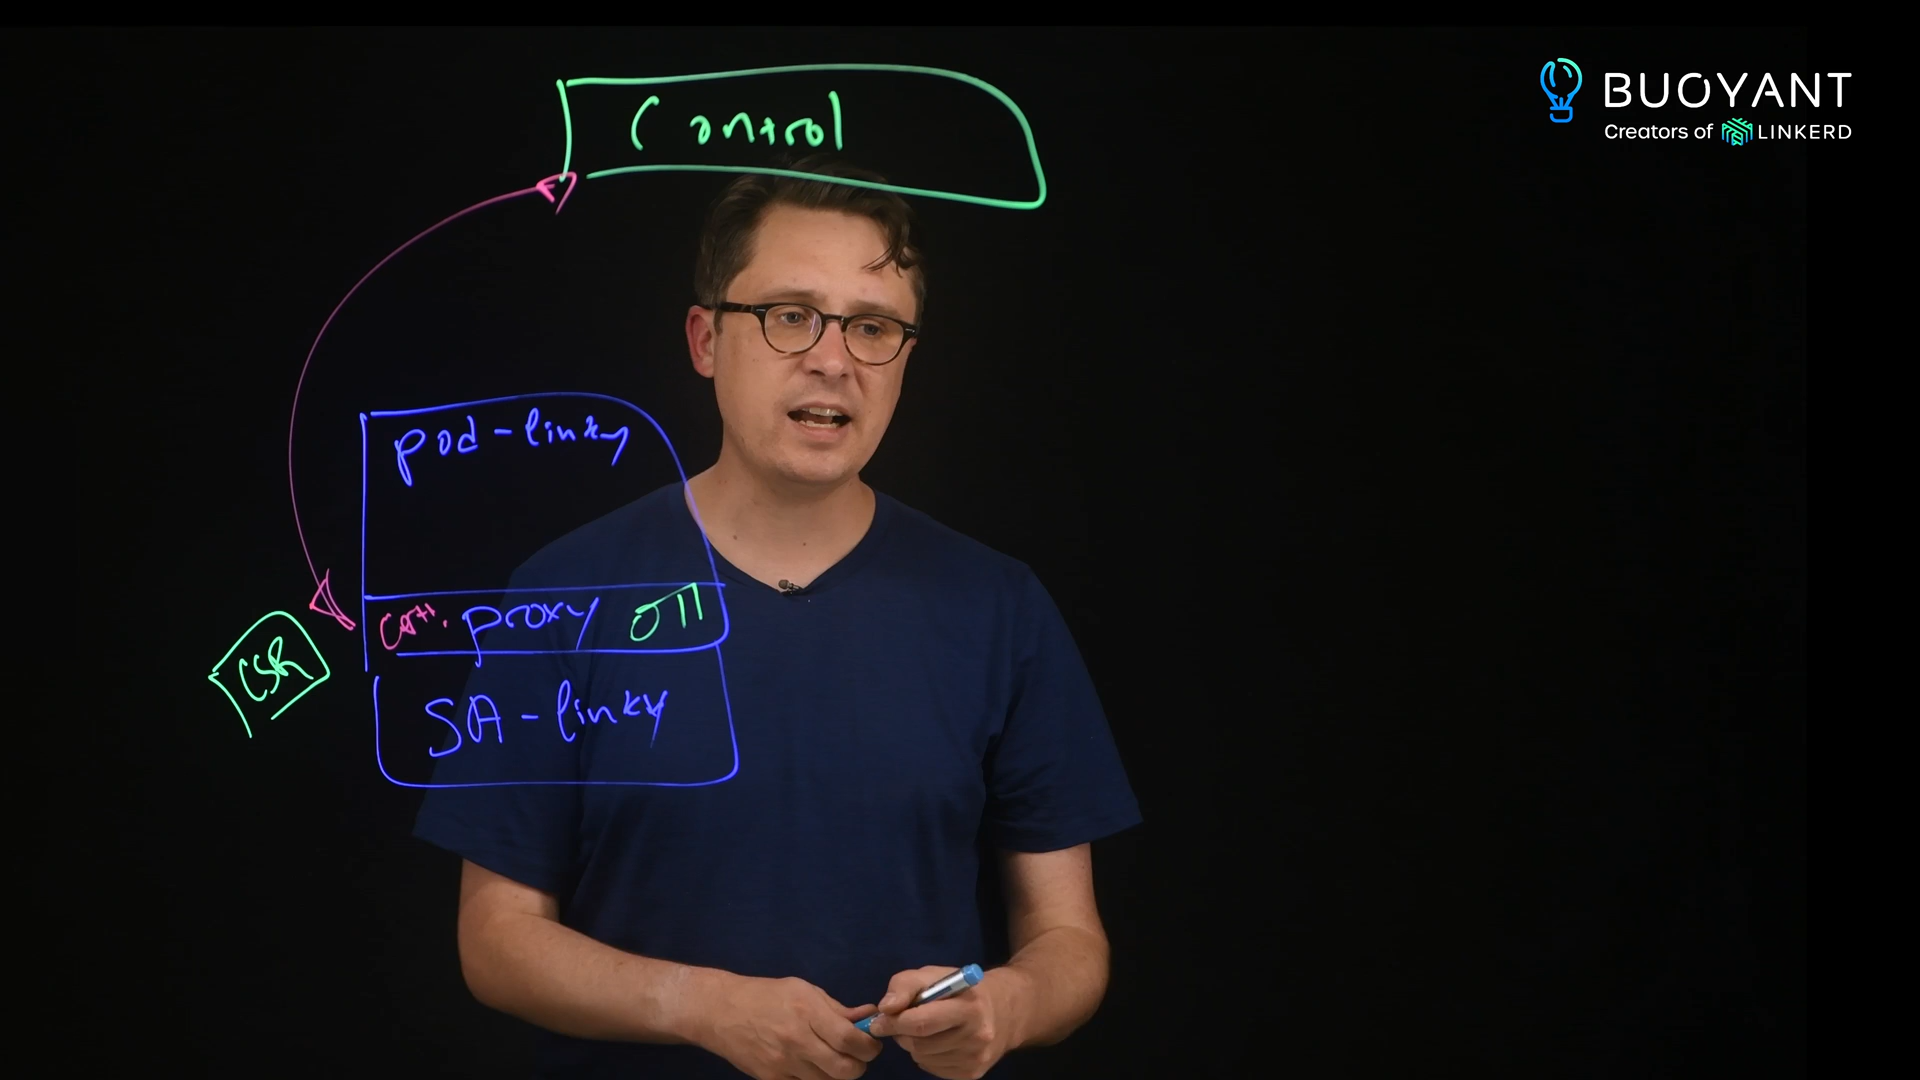 BUOYANT
Creators of LINKERD
Control
pod-linky
cert. proxy
CSR
SA-linky